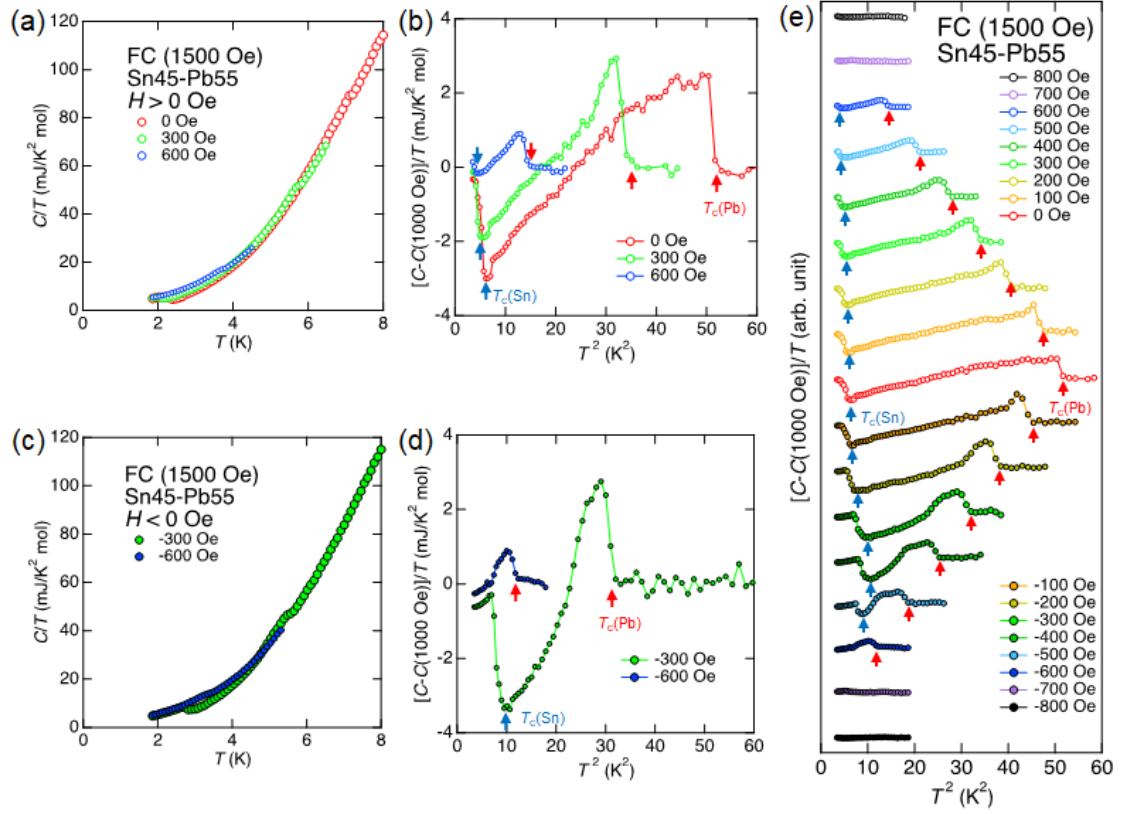 (a)
FC (1500 Oe)
Sn45-Pb55
H > 0 Oe
0 Oe
300 Oe
600 Oe
120
100
80
60
40
20
0
C/T (mJ/K² mol)
0 2 4 6 8
T (K)
(b)
4
2
0
-2
-4
[C-C(1000 Oe)]/T (mJ/K² mol)
Tc(Pb)
Tc(Sn)
0 Oe
300 Oe
600 Oe
0 10 20 30 40 50 60
T² (K²)
(c)
FC (1500 Oe)
Sn45-Pb55
H < 0 Oe
-300 Oe
-600 Oe
120
100
80
60
40
20
0
C/T (mJ/K² mol)
0 2 4 6 8
T (K)
(d)
4
2
0
-2
-4
[C-C(1000 Oe)]/T (mJ/K² mol)
Tc(Pb)
-300 Oe
-600 Oe
Tc(Sn)
0 10 20 30 40 50 60
T² (K²)
(e)
FC (1500 Oe)
Sn45-Pb55
800 Oe
700 Oe
600 Oe
500 Oe
400 Oe
300 Oe
200 Oe
100 Oe
0 Oe
[C-C(1000 Oe)]/T (arb. unit)
Tc(Sn)
Tc(Pb)
-100 Oe
-200 Oe
-300 Oe
-400 Oe
-500 Oe
-600 Oe
-700 Oe
-800 Oe
0 10 20 30 40 50 60
T² (K²)